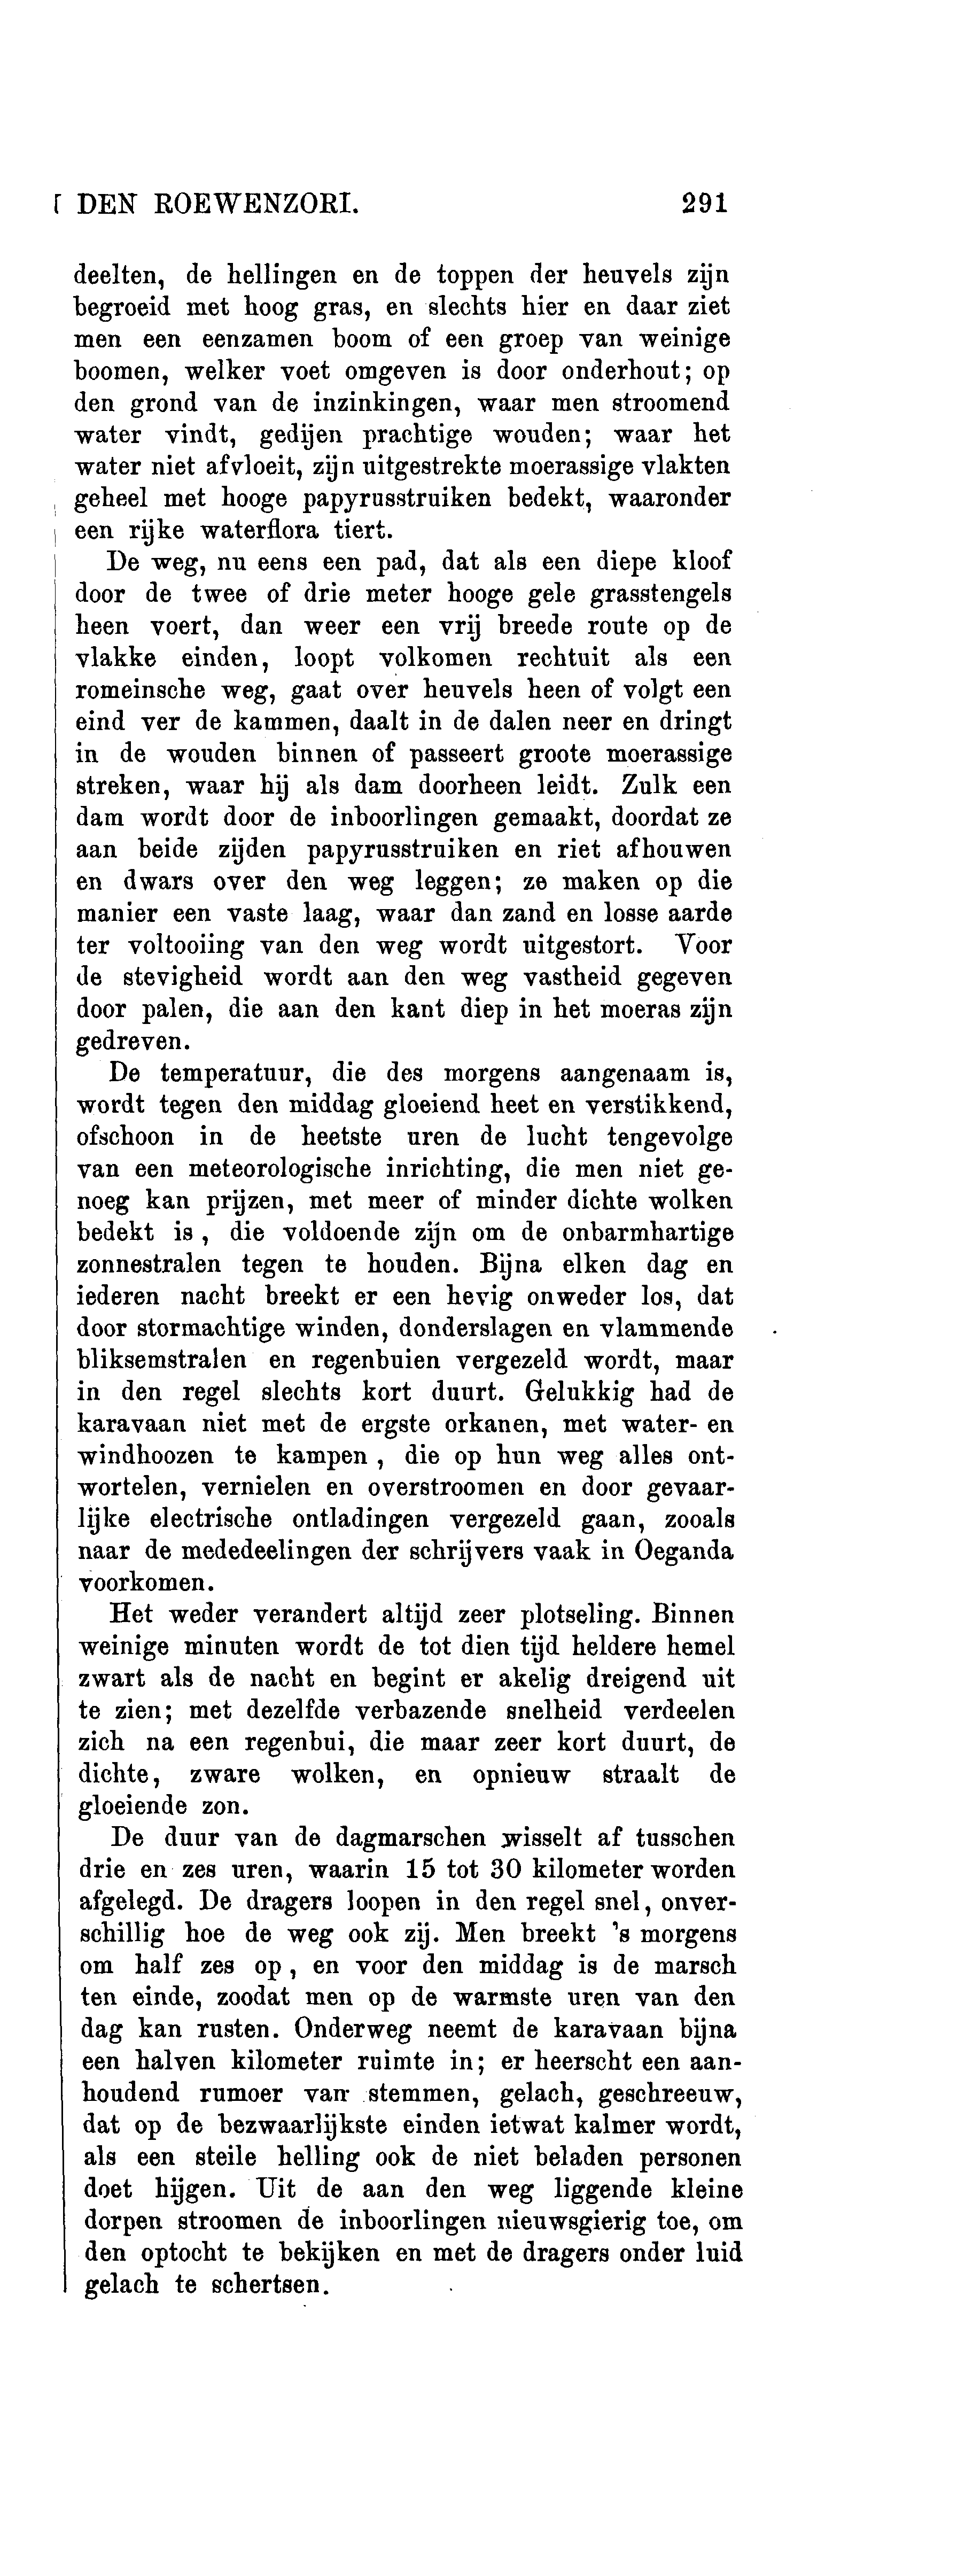 DEN ROEWENZORI. 291
deelten, de hellingen en de toppen der heuvels zijn
begroeid met hoog gras, en slechts hier en daar ziet
men een eenzamen boom of een groep van weinige
boomen, welker voet omgeven is door onderhout; op
den grond van de inzinkingen, waar men stroomend
water vindt, gedijen prachtige wouden; waar het
water niet afvloeit, zijn uitgestrekte moerassige vlakten
geheel met hooge papyrusstruiken bedekt, waaronder
een rijke waterflora tiert.
De weg, nu eens een pad, dat als een diepe kloof
door de twee of drie meter hooge gele grasstengels
heen voert, dan weer een vrij breede route op de
vlakke einden, loopt volkomen rechtuit als een
romeinsche weg, gaat over heuvels heen of volgt een
eind ver de kammen, daalt in de dalen neer en dringt
in de wouden binnen of passeert groote moerassige
streken, waar hij als dam doorheen leidt. Zulk een
dam wordt door de inboorlingen gemaakt, doordat ze
aan beide zijden papyrusstruiken en riet afhouwen
en dwars over den weg leggen; ze maken op die
manier een vaste laag, waar dan zand en losse aarde
ter voltooiing van den weg wordt uitgestort. Voor
de stevigheid wordt aan den weg vastheid gegeven
door palen, die aan den kant diep in het moeras zijn
gedreven.
De temperatuur, die des morgens aangenaam is,
wordt tegen den middag gloeiend heet en verstikkend,
ofschoon in de heetste uren de lucht tengevolge
van een meteorologische inrichting, die men niet ge-
noeg kan prijzen, met meer of minder dichte wolken
bedekt is, die voldoende zijn om de onbarmhartige
zonnestralen tegen te houden. Bijna elken dag en
iederen nacht breekt er een hevig onweder los, dat
door stormachtige winden, donderslagen en vlammende
bliksemstralen en regenbuien vergezeld wordt, maar
in den regel slechts kort duurt. Gelukkig had de
karavaan niet met de ergste orkanen, met water- en
windhoozen te kampen, die op hun weg alles ont-
wortelen, vernielen en overstroomen en door gevaar-
lijke electrische ontladingen vergezeld gaan, zooals
naar de mededeelingen der schrijvers vaak in Oeganda
voorkomen.
Het weder verandert altijd zeer plotseling. Binnen
weinige minuten wordt de tot dien tijd heldere hemel
zwart als de nacht en begint er akelig dreigend uit
te zien; met dezelfde verbazende snelheid verdeelen
zich na een regenbui, die maar zeer kort duurt, de
dichte, zware wolken, en opnieuw straalt de
gloeiende zon.
De duur van de dagmarschen wisselt af tusschen
drie en zes uren, waarin 15 tot 30 kilometer worden
afgelegd. De dragers loopen in den regel snel, onver-
schillig hoe de weg ook zij. Men breekt 's morgens
om half zes op, en voor den middag is de marsch
ten einde, zoodat men op de warmste uren van den
dag kan rusten. Onderweg neemt de karavaan bijna
een halven kilometer ruimte in; er heerscht een aan-
houdend rumoer van stemmen, gelach, geschreeuw,
dat op de bezwaarlijkste einden ietwat kalmer wordt,
als een steile helling ook de niet beladen personen
doet hijgen. Uit de aan den weg liggende kleine
dorpen stroomen de inboorlingen nieuwsgierig toe, om
den optocht te bekijken en met de dragers onder luid
gelach te schertsen.